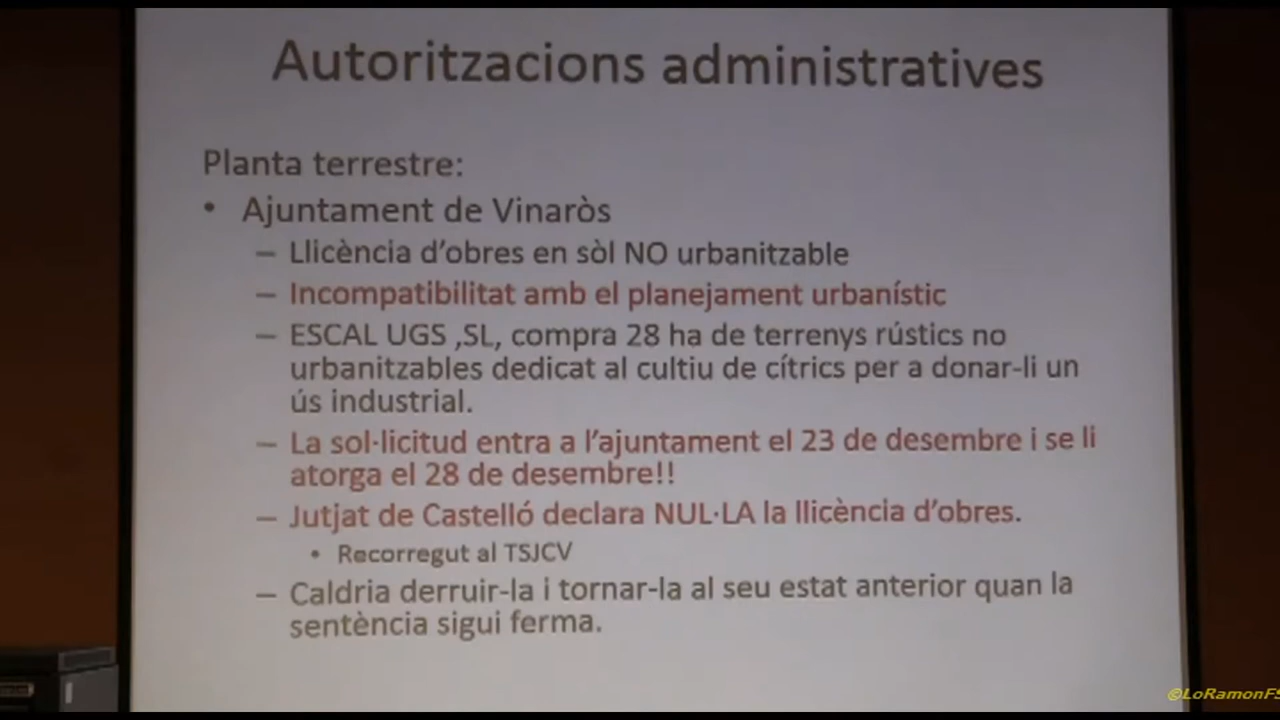 Autoritzacions administratives
Planta terrestre:
• Ajuntament de Vinaròs
– Llicència d'obres en sòl NO urbanitzable
– Incompatibilitat amb el planejament urbanístic
– ESCAL UGS ,SL, compra 28 ha de terrenys rústics no
urbanitzables dedicat al cultiu de cítrics per a donar-li un
ús industrial.
– La sol·licitud entra a l'ajuntament el 23 de desembre i se li
atorga el 28 de desembre!!
– Jutjat de Castelló declara NUL·LA la llicència d'obres.
• Recorregut al TSJCV
– Caldria derruir-la i tornar-la al seu estat anterior quan la
sentència sigui ferma.
©LoRamonFS